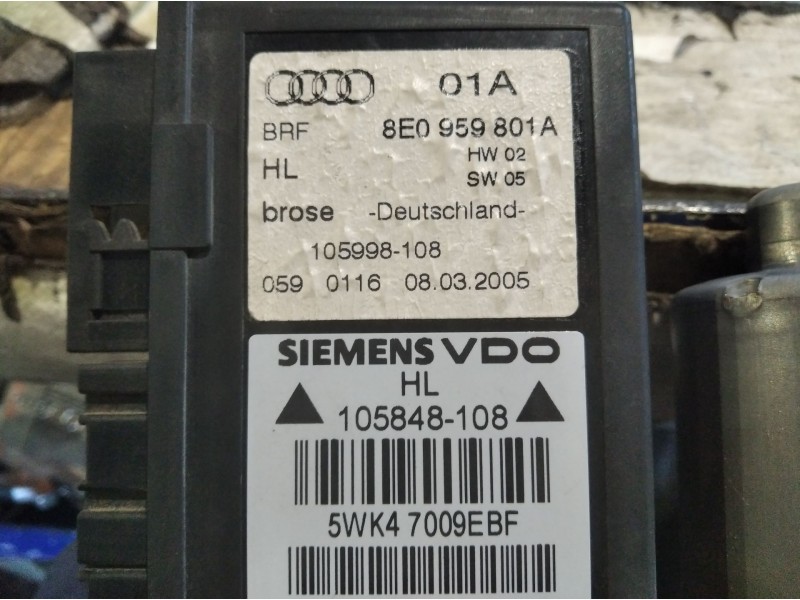 01A
BRF 8E0 959 801A
HL HW 02
SW 05
brose -Deutschland-
105998-108
059 0116 08.03.2005
SIEMENS VDO
HL
105848-108
5WK4 7009EBF